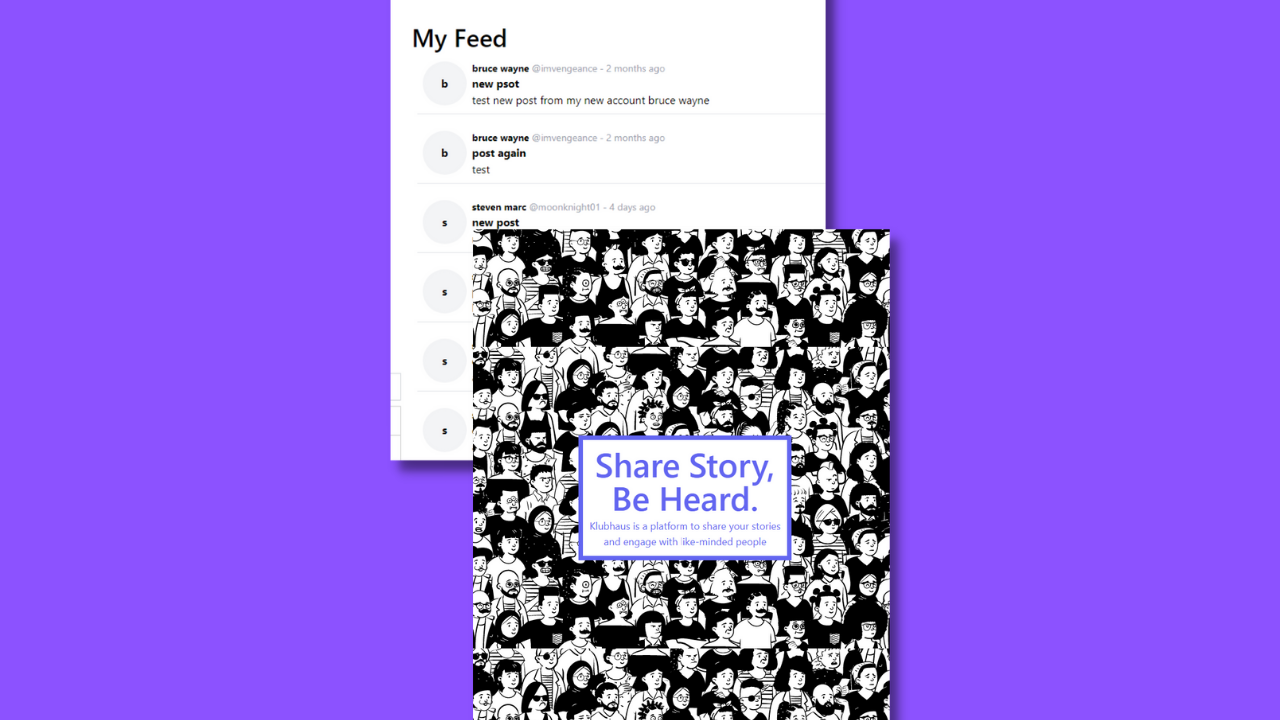 My Feed
b
bruce wayne @imvengeance - 2 months ago
new psot
test new post from my new account bruce wayne
b
bruce wayne @imvengeance - 2 months ago
post again
test
s
steven marc @moonknight01 - 4 days ago
new post
s
s
s
Share Story,
Be Heard.
Klubhaus is a platform to share your stories
and engage with like-minded people